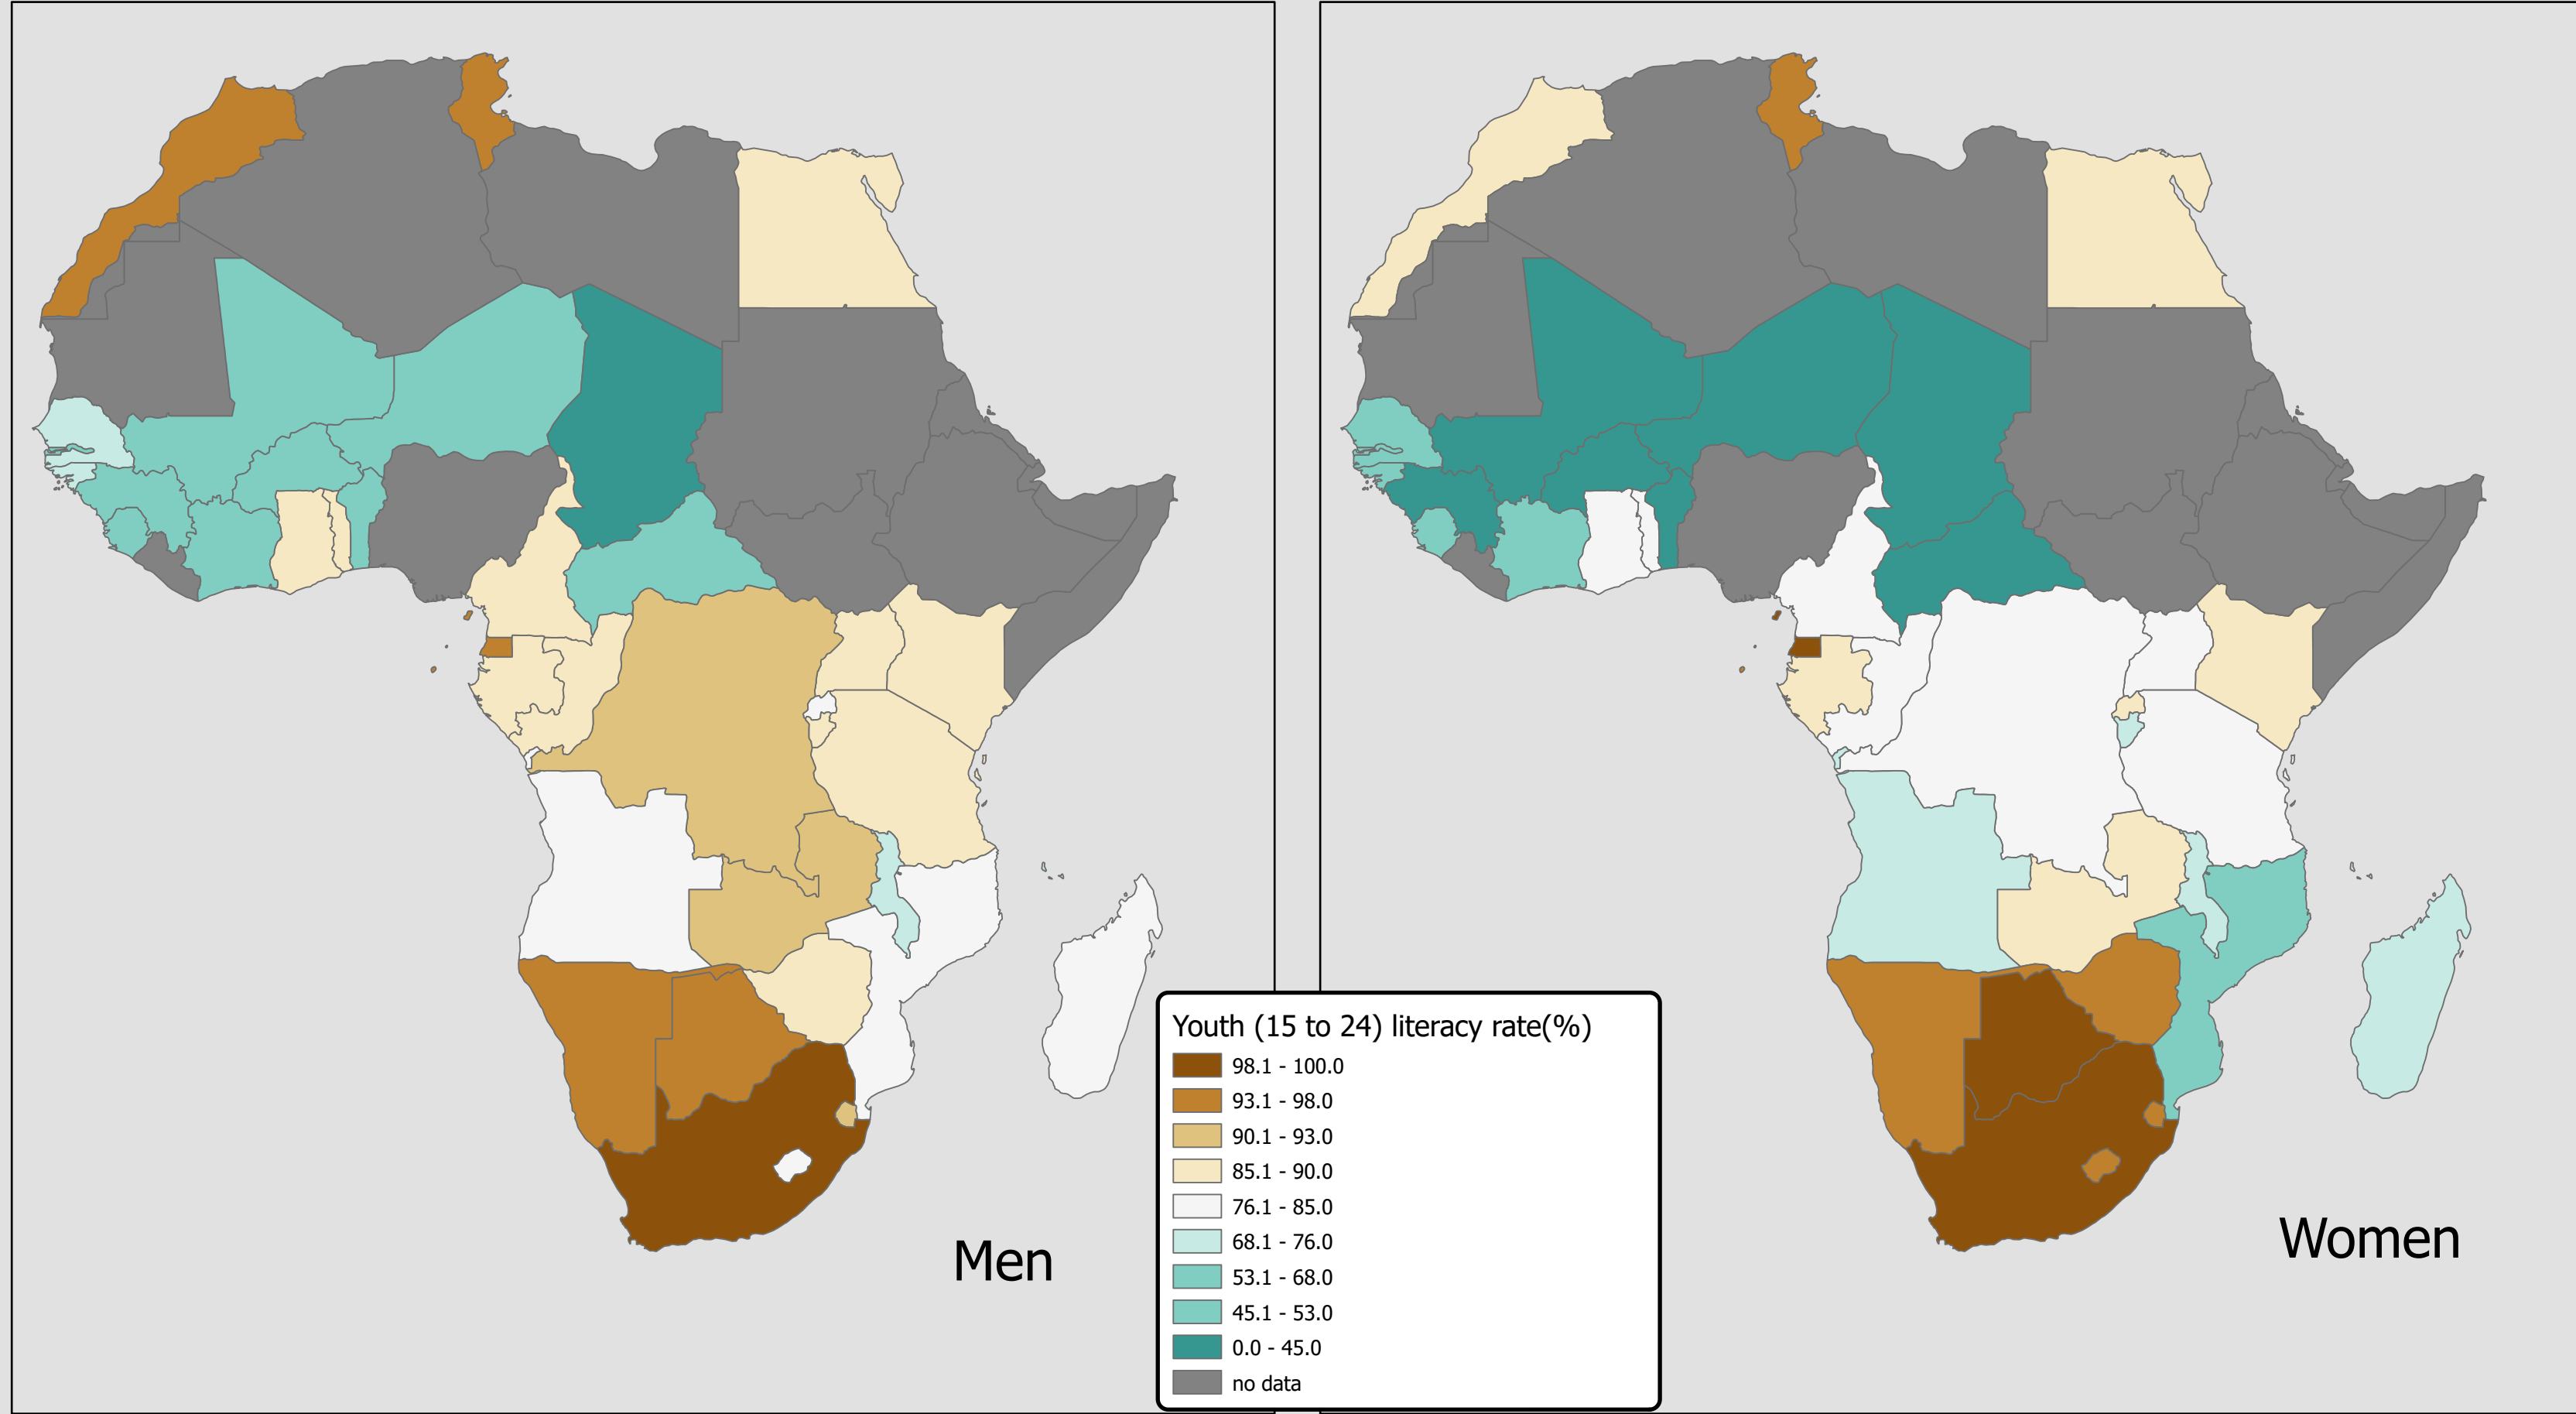 Men
Women
Youth (15 to 24) literacy rate(%)
98.1 - 100.0
93.1 - 98.0
90.1 - 93.0
85.1 - 90.0
76.1 - 85.0
68.1 - 76.0
53.1 - 68.0
45.1 - 53.0
0.0 - 45.0
no data